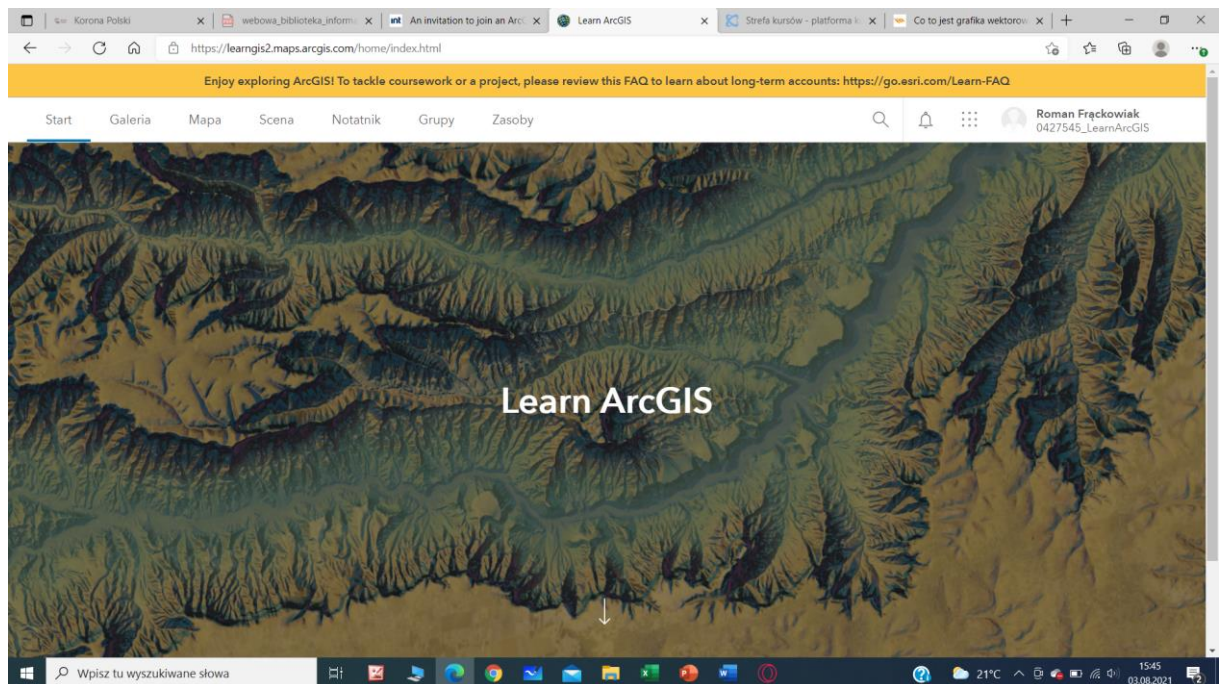 Korona Polski
webowa_biblioteka_inform
An invitation to join an Arc
Learn ArcGIS
Strefa kursów - platforma k
Co to jest grafika wektorow
https://learngis2.maps.arcgis.com/home/index.html
Enjoy exploring ArcGIS! To tackle coursework or a project, please review this FAQ to learn about long-term accounts: https://go.esri.com/Learn-FAQ
Start Galeria Mapa Scena Notatnik Grupy Zasoby
Roman Frąckowiak
0427545_LearnArcGIS
Learn ArcGIS
Wpisz tu wyszukiwane słowa
21°C
15:45
03.08.2021
2